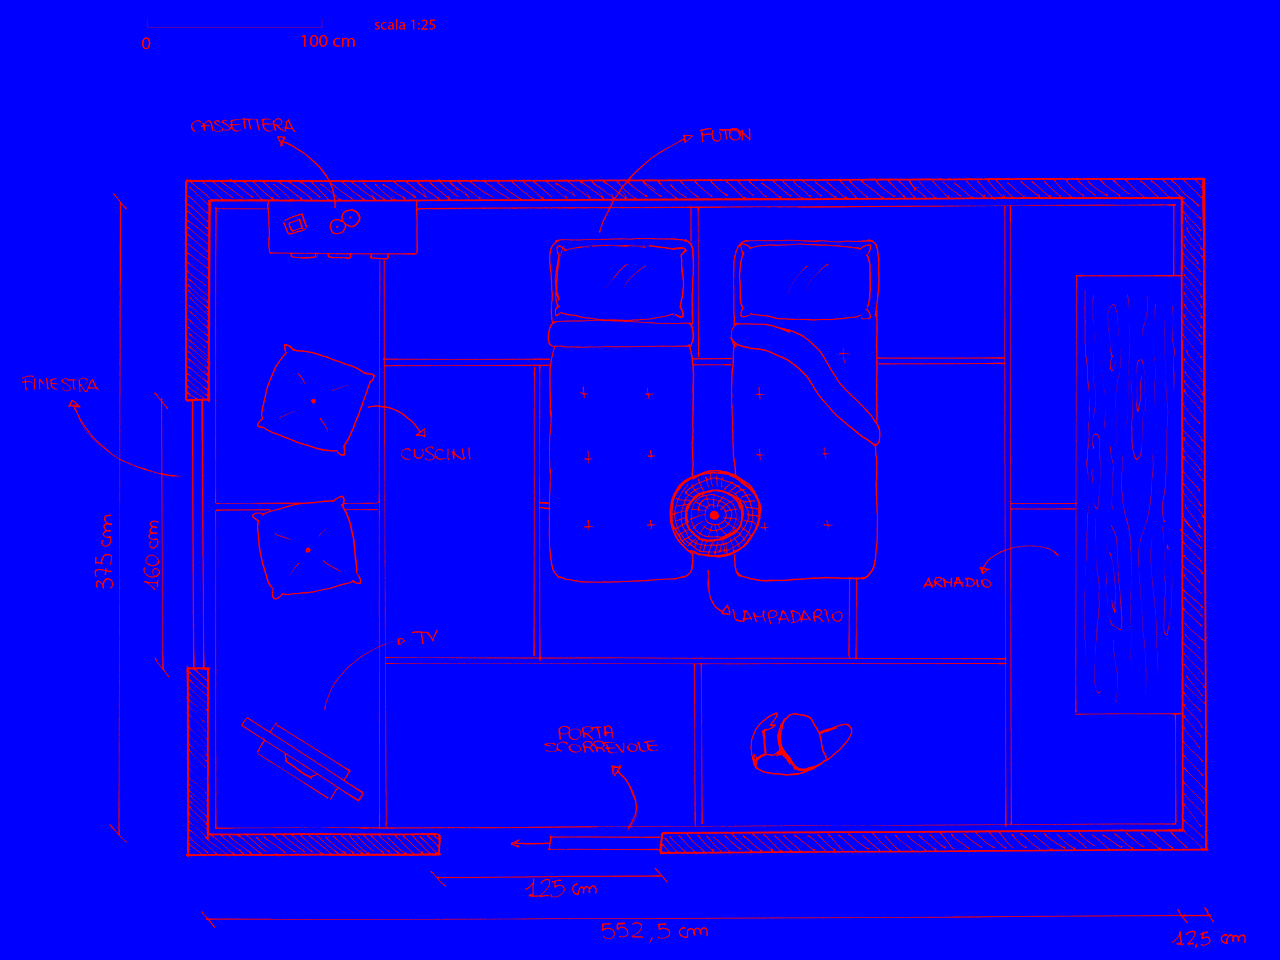 scala 1:25
0 100 cm
CASSETTIERA
FUTON
FINESTRA
CUSCINI
375 cm
160 cm
ARMADIO
LAMPADARIO
TV
PORTA
SCORREVOLE
125 cm
552,5 cm
12,5 cm